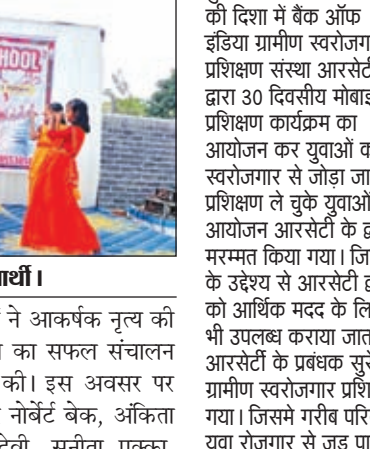 HOOL
र्थी।
ने आकर्षक नृत्य की
का सफल संचालन
की। इस अवसर पर
नोर्बेर्ट बेक, अंकिता
देवी, सुनीता एक्का,
की दिशा में बैंक ऑफ
इंडिया ग्रामीण स्वरोजग
प्रशिक्षण संस्था आरसेटी
द्वारा 30 दिवसीय मोबाइ
प्रशिक्षण कार्यक्रम का
आयोजन कर युवाओं क
स्वरोजगार से जोड़ा जा
प्रशिक्षण ले चुके युवाओं
आयोजन आरसेटी के द्व
मरम्मत किया गया। जि
के उद्देश्य से आरसेटी द्व
को आर्थिक मदद के लि
भी उपलब्ध कराया जात
आरसेटी के प्रबंधक सुरे
ग्रामीण स्वरोजगार प्रशि
गया। जिसमे गरीब परि
युवा रोजगार से जुड़ पा